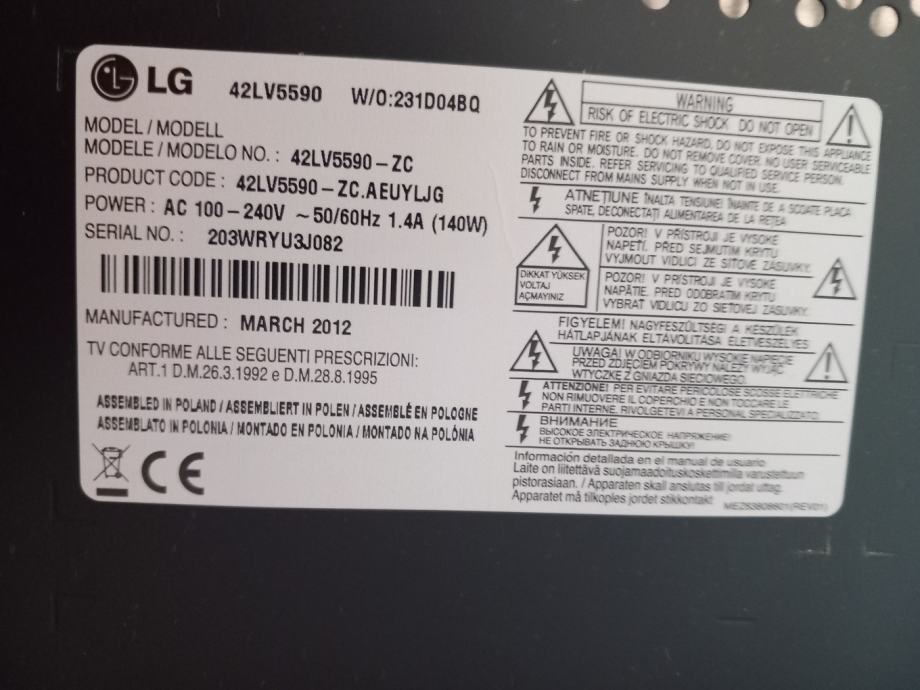 LG 42LV5590 W/O:231D04BQ
MODEL / MODELL
MODELE / MODELO NO. : 42LV5590-ZC
PRODUCT CODE : 42LV5590-ZC.AEUYLJG
POWER : AC 100-240V ~50/60Hz 1.4A (140W)
SERIAL NO. : 203WRYU3J082
MANUFACTURED : MARCH 2012
TV CONFORME ALLE SEGUENTI PRESCRIZIONI:
ART.1 D.M.26.3.1992 e D.M.28.8.1995
ASSEMBLED IN POLAND / ASSEMBLIERT IN POLEN / ASSEMBLÉ EN POLOGNE
ASSEMBLATO IN POLONIA / MONTADO EN POLONIA / MONTADO NA POLÓNIA
CE
WARNING
RISK OF ELECTRIC SHOCK DO NOT OPEN
TO PREVENT FIRE OR SHOCK HAZARD, DO NOT EXPOSE THIS APPLIANCE
TO RAIN OR MOISTURE. DO NOT REMOVE COVER. NO USER SERVICEABLE
PARTS INSIDE. REFER SERVICING TO QUALIFIED SERVICE PERSON.
DISCONNECT FROM MAINS SUPPLY WHEN NOT IN USE.
ATNEŢIUNE ÎNALTA TENSIUNE! ÎNAINTE DE A SCOATE PLACA
SPATE, DECONECTAŢI ALIMENTAREA DE LA REŢEA
DIKKAT YÜKSEK
VOLTAJ
AÇMAYINIZ
POZOR! V PŘÍSTROJI JE VYSOKÉ
NAPĚTÍ. PŘED SEJMUTIM KRYTU
VYJMOUT VIDLICI ZE SÍŤOVÉ ZÁSUVKY.
POZOR! V PRÍSTROJI JE VYSOKÉ
NAPÄTIE. PRED ODOBRATIM KRYTU
VYBRAŤ VIDLICU ZO SIEŤOVEJ ZÁSUVKY.
FIGYELEM! NAGYFESZÜLTSÉG! A KÉSZÜLÉK
HÁTLAPJÁNAK ELTÁVOLÍTÁSA ÉLETVESZÉLYES
UWAGA! W ODBIORNIKU WYSOKIE NAPIĘCIE
PRZED ZDJĘCIEM POKRYWY NALEŻY WYJĄĆ
WTYCZKĘ Z GNIAZDA SIECIOWEGO.
ATTENZIONE! PER EVITARE PERICOLOSE SCOSSE ELETTRICHE
NON RIMUOVERE IL COPERCHIO E NON TOCCARE LE
PARTI INTERNE. RIVOLGETEVI A PERSONAL SPECIALIZZATO.
ВНИМАНИЕ
ВЫСОКОЕ ЭЛЕКТРИЧЕСКОЕ НАПРЯЖЕНИЕ!
НЕ ОТКРЫВАТЬ ЗАДНЮЮ КРЫШКУ!
Información detallada en el manual de usuario
Laite on liitettävä suojamaadoituskoskettimilla varustettuun
pistorasiaan. / Apparaten skall anslutas till jordat uttag.
Apparatet må tilkoples jordet stikkontakt
MEZ63808601(REV01)